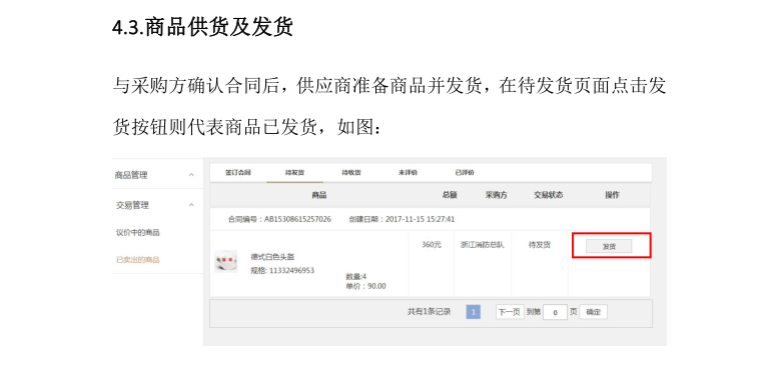 4.3.商品供货及发货
与采购方确认合同后，供应商准备商品并发货，在待发货页面点击发
货按钮则代表商品已发货，如图：
商品管理
交易管理
议价中的商品
已卖出的商品
签订合同 待发货 待收货 未评价 已评价
商品 总额 采购方 交易状态 操作
合同编号：AB15308615257026 创建日期：2017-11-15 15:27:41
德式白色头盔
规格: 11332496953
数量:4
单价：90.00
360元 浙江消防总队 待发货 发货
共有1条记录 1 下一页 到第 0 页 确定